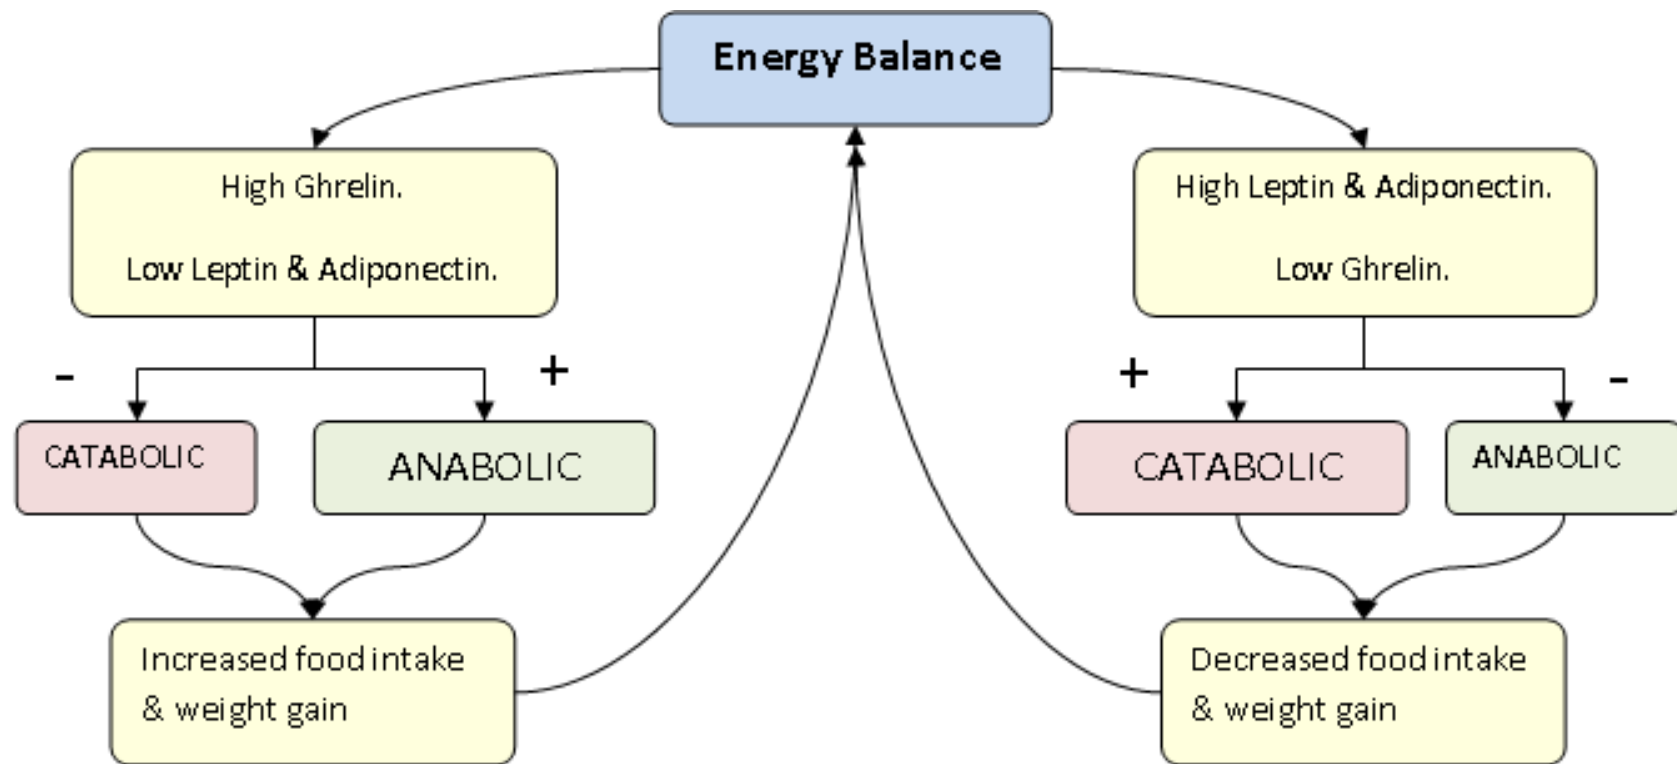 Energy Balance
High Ghrelin.
Low Leptin & Adiponectin.
High Leptin & Adiponectin.
Low Ghrelin.
-
+
+
-
CATABOLIC
ANABOLIC
CATABOLIC
ANABOLIC
Increased food intake
& weight gain
Decreased food intake
& weight gain